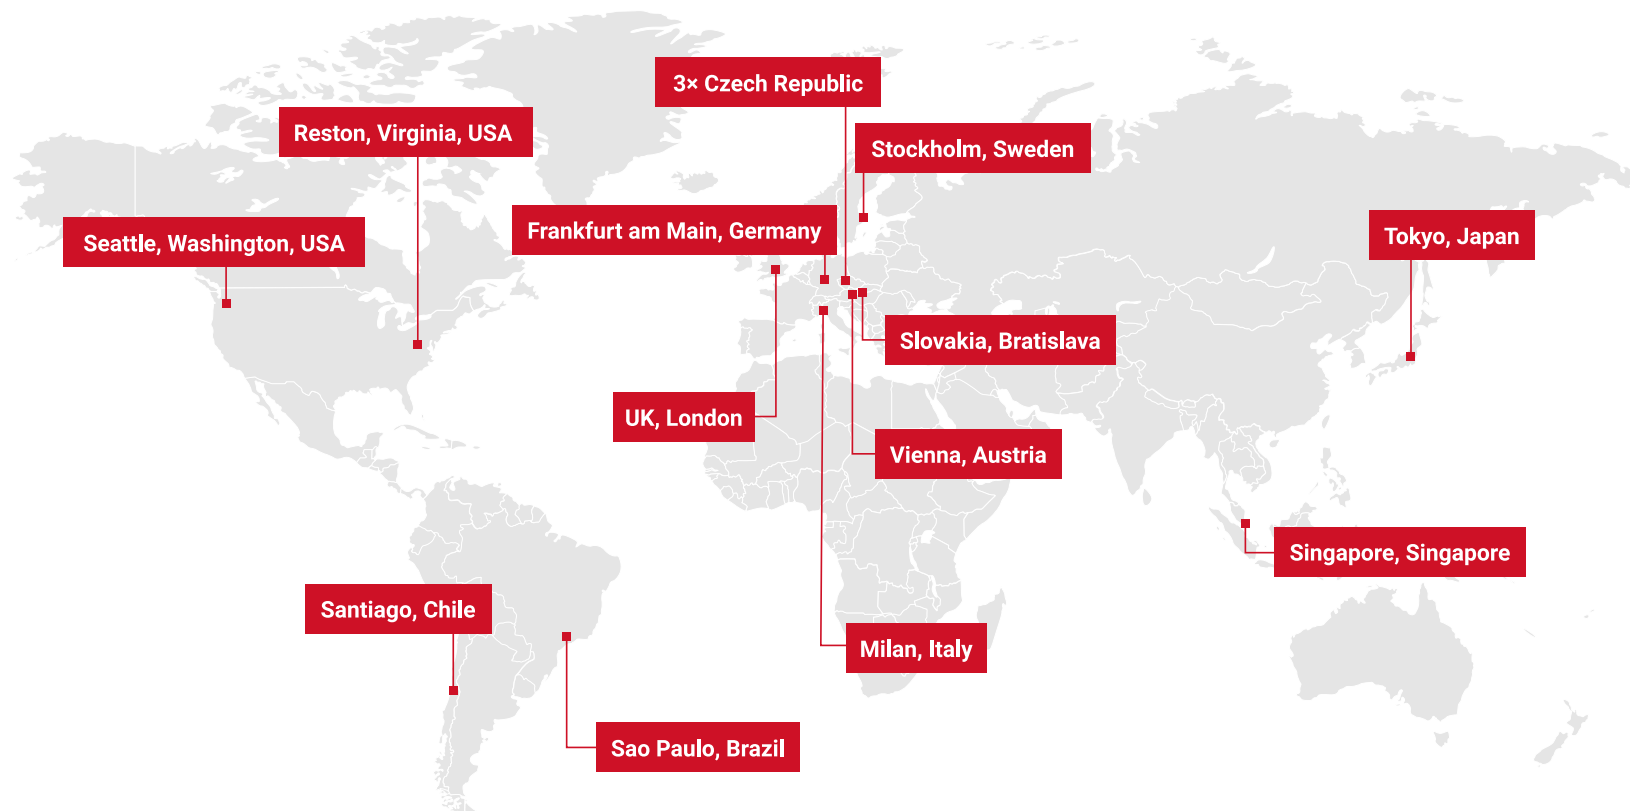 3× Czech Republic
Reston, Virginia, USA
Stockholm, Sweden
Seattle, Washington, USA
Frankfurt am Main, Germany
Tokyo, Japan
Slovakia, Bratislava
UK, London
Vienna, Austria
Singapore, Singapore
Santiago, Chile
Milan, Italy
Sao Paulo, Brazil